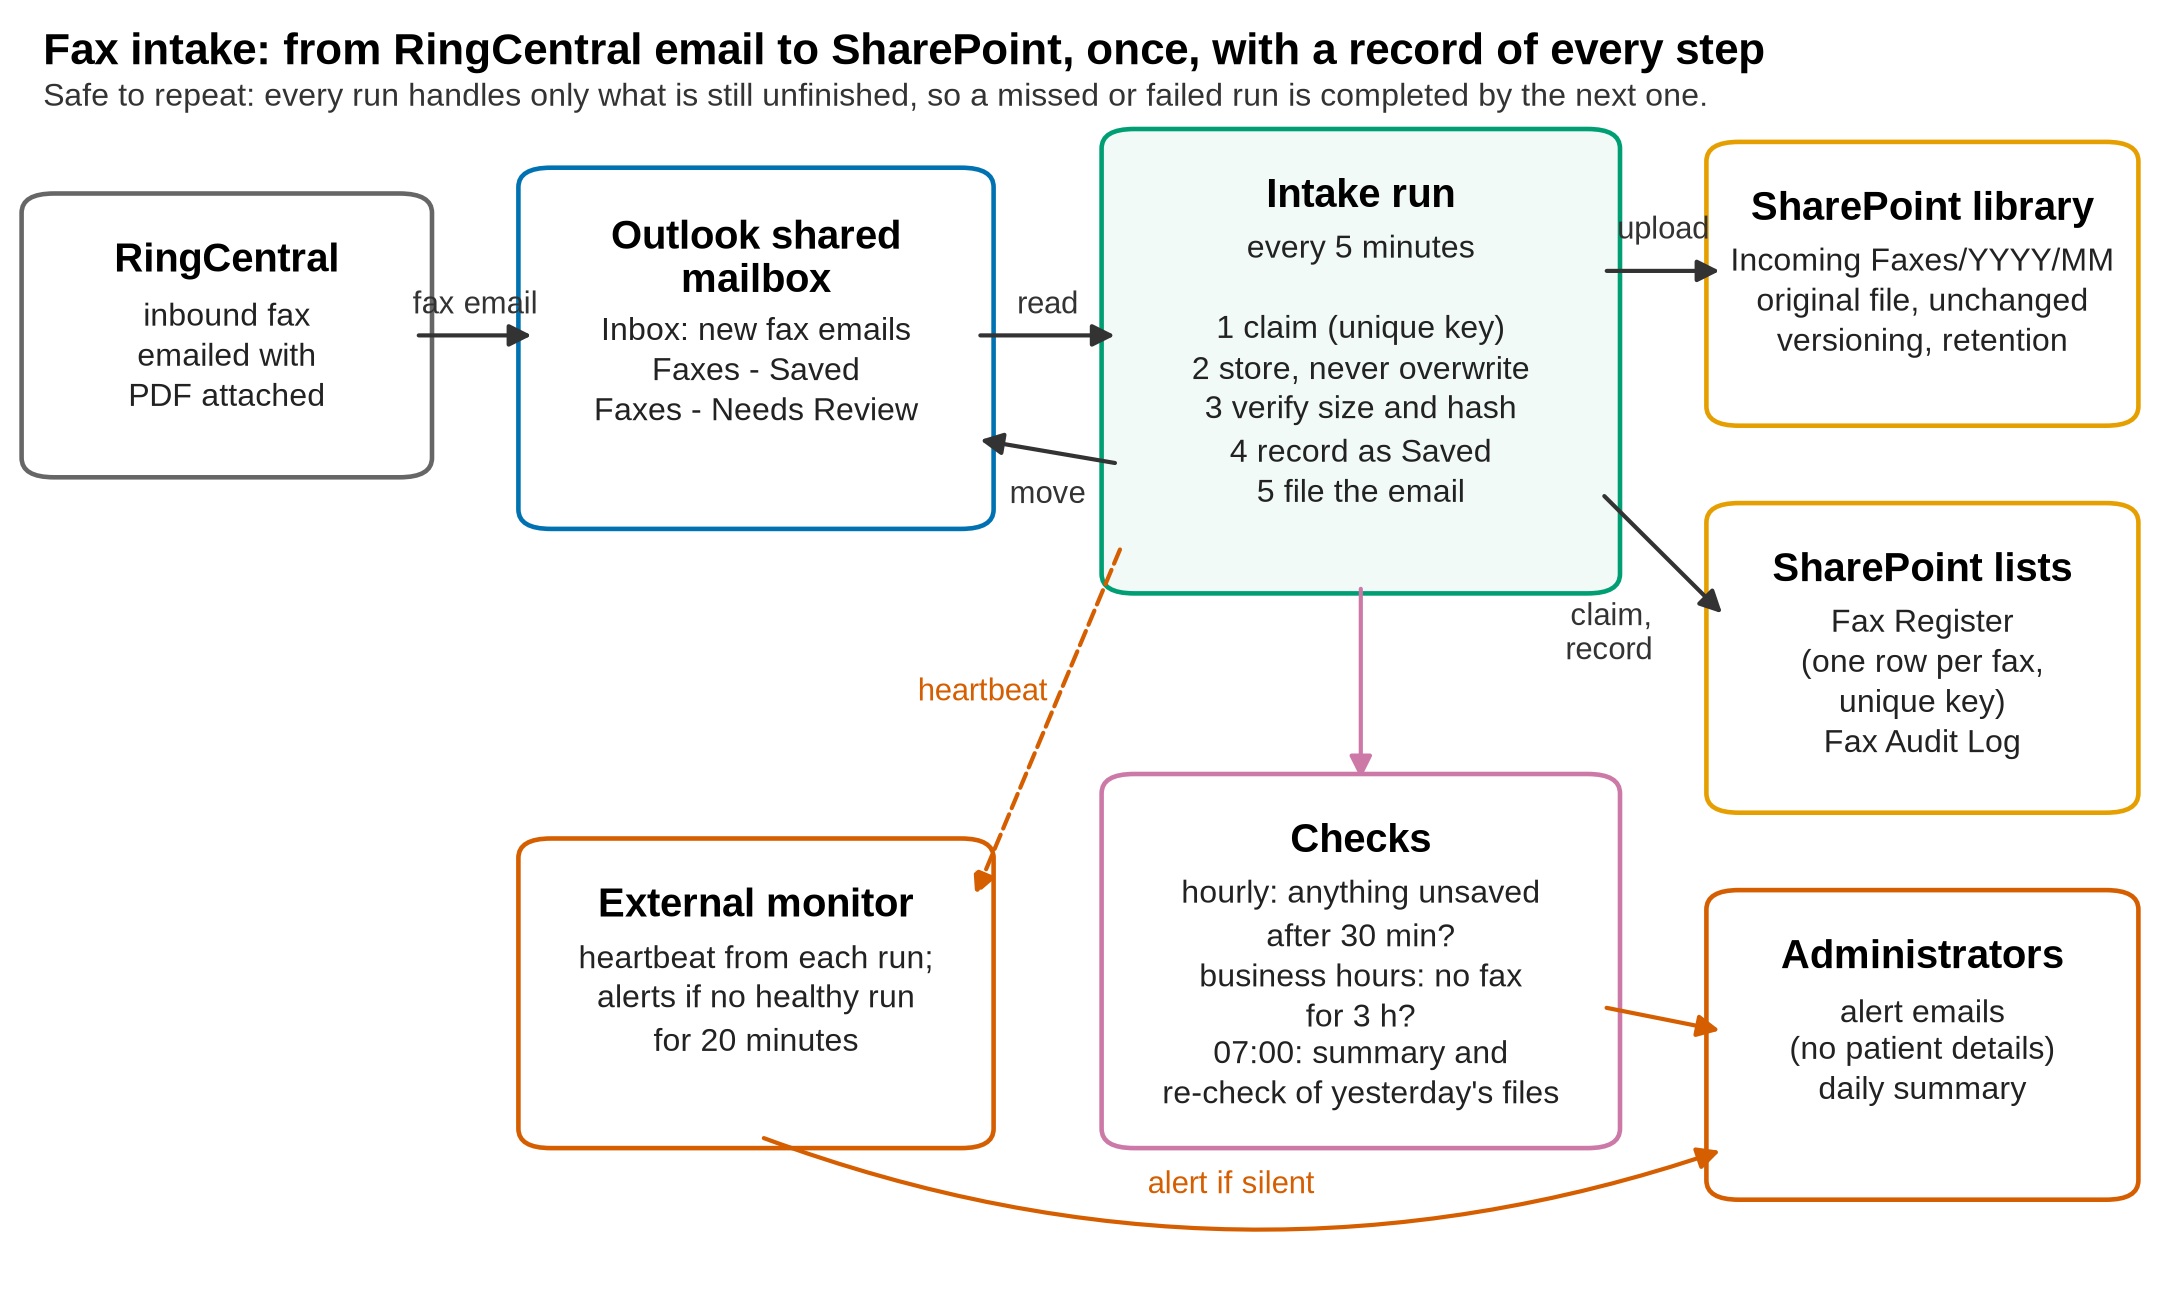 Fax intake: from RingCentral email to SharePoint, once, with a record of every step
Safe to repeat: every run handles only what is still unfinished, so a missed or failed run is completed by the next one.
RingCentral
inbound fax
emailed with
PDF attached
fax email
Outlook shared
mailbox
Inbox: new fax emails
Faxes - Saved
Faxes - Needs Review
read
move
Intake run
every 5 minutes
1 claim (unique key)
2 store, never overwrite
3 verify size and hash
4 record as Saved
5 file the email
upload
SharePoint library
Incoming Faxes/YYYY/MM
original file, unchanged
versioning, retention
claim,
record
SharePoint lists
Fax Register
(one row per fax,
unique key)
Fax Audit Log
heartbeat
External monitor
heartbeat from each run;
alerts if no healthy run
for 20 minutes
Checks
hourly: anything unsaved
after 30 min?
business hours: no fax
for 3 h?
07:00: summary and
re-check of yesterday's files
Administrators
alert emails
(no patient details)
daily summary
alert if silent